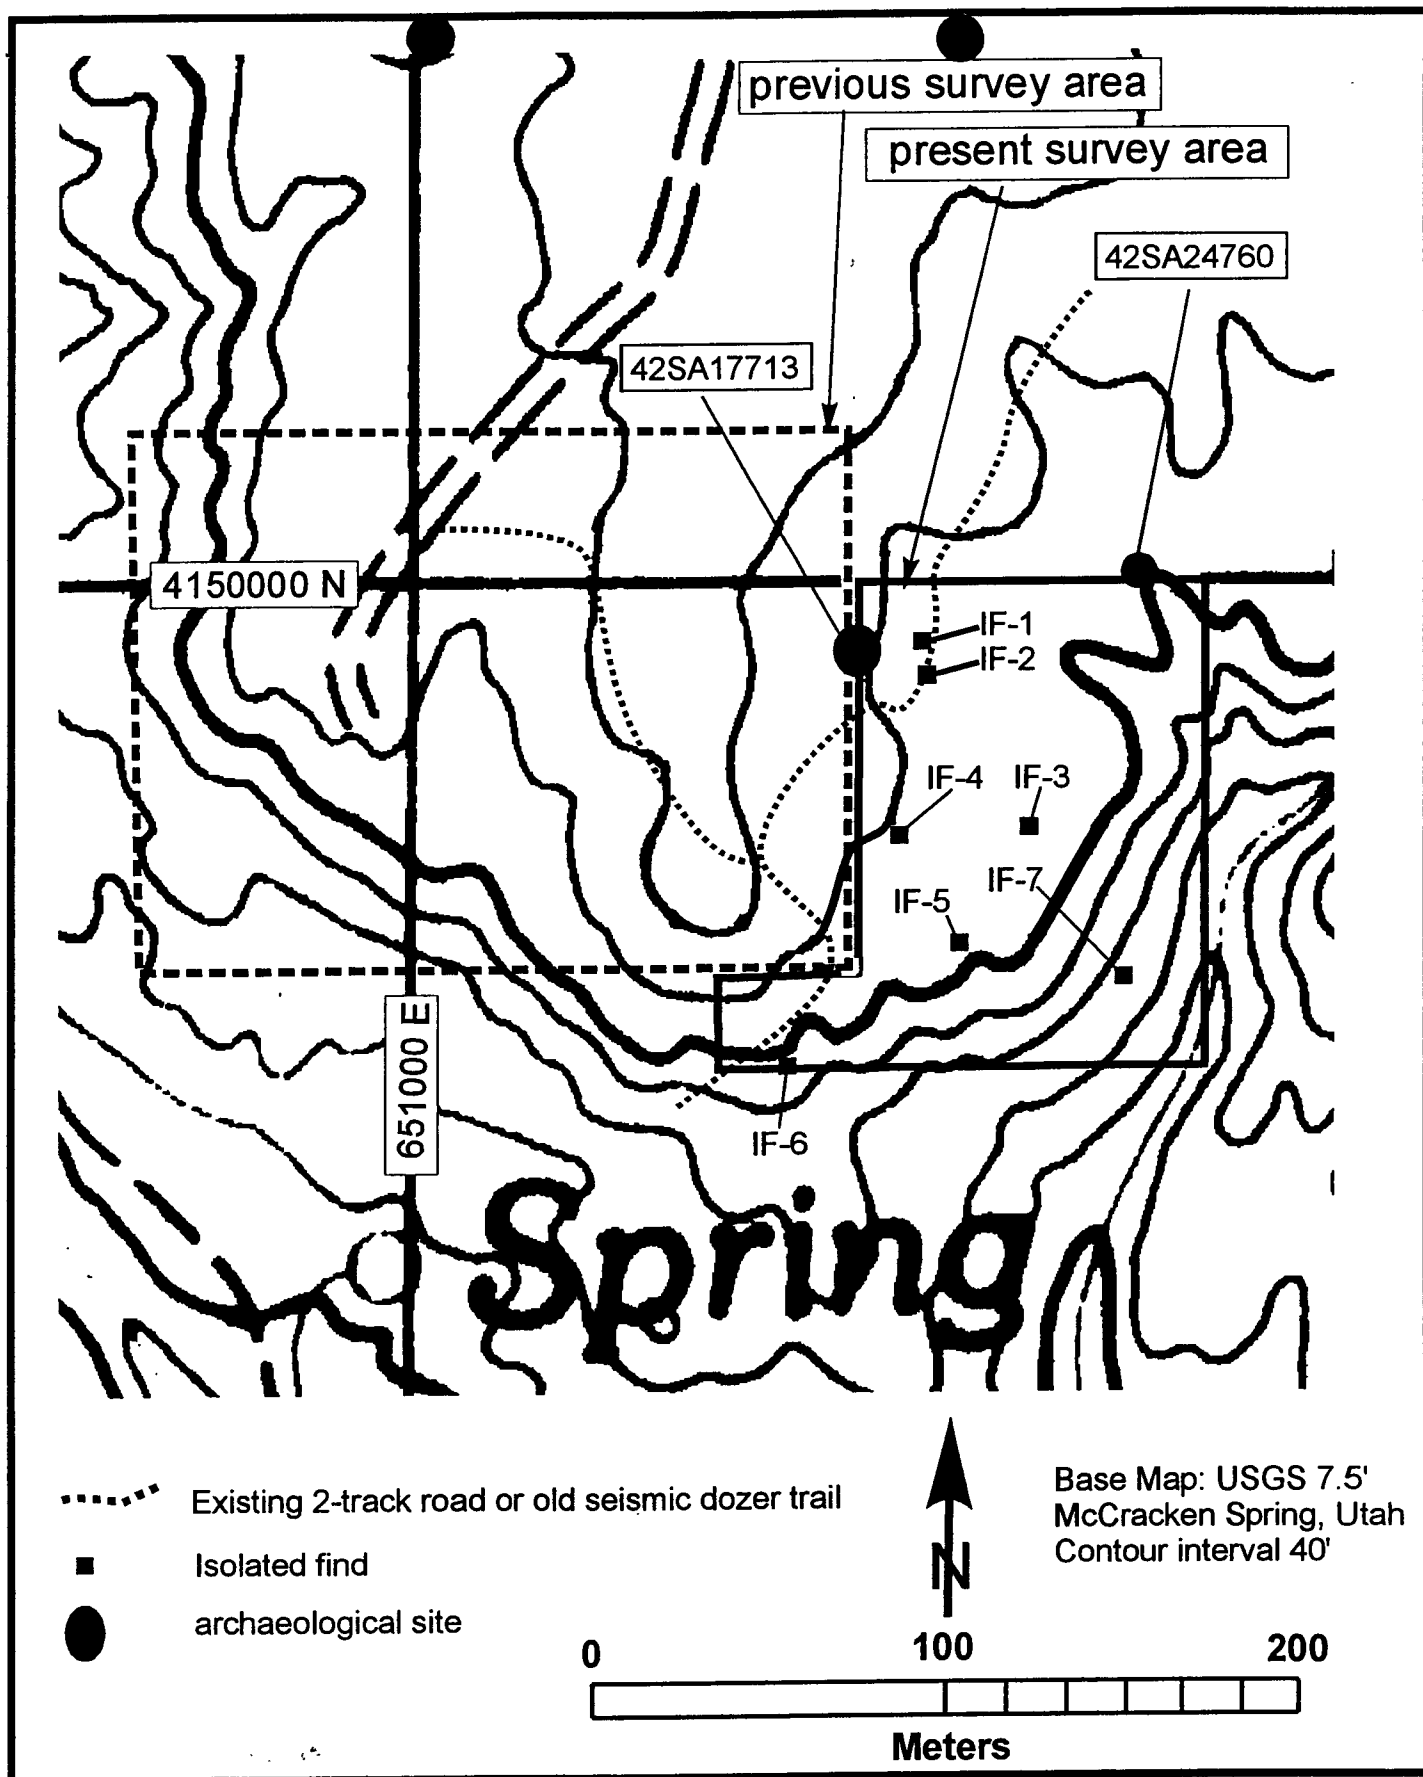 previous survey area
present survey area
42SA24760
42SA17713
4150000 N
IF-1
IF-2
IF-4
IF-3
IF-7
IF-5
651000 E
IF-6
Spring
Existing 2-track road or old seismic dozer trail
Isolated find
archaeological site
N
Base Map: USGS 7.5'
McCracken Spring, Utah
Contour interval 40'
0 100 200
Meters